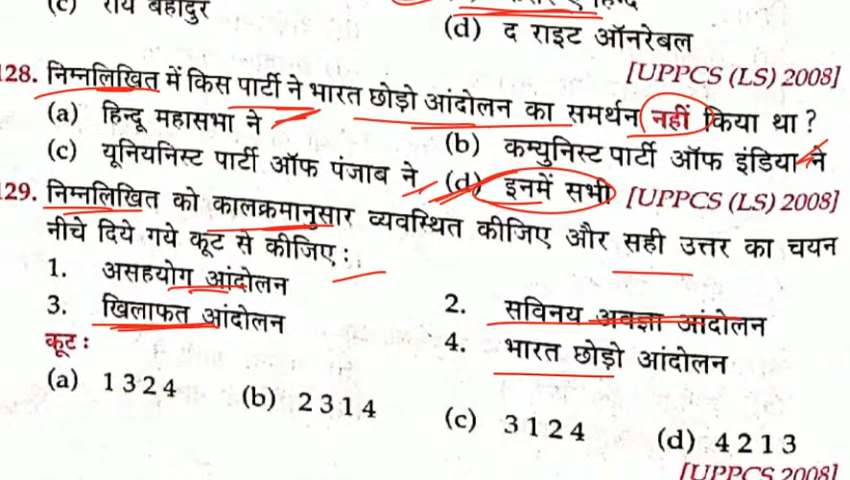 (c) राय बहादुर
(d) द राइट ऑनरेबल
[UPPCS (LS) 2008]
128. निम्नलिखित में किस पार्टी ने भारत छोड़ो आंदोलन का समर्थन नहीं किया था ?
(a) हिन्दू महासभा ने
(b) कम्युनिस्ट पार्टी ऑफ इंडिया ने
(c) यूनियनिस्ट पार्टी ऑफ पंजाब ने
(d) इनमें सभी [UPPCS (LS) 2008]
129. निम्नलिखित को कालक्रमानुसार व्यवस्थित कीजिए और सही उत्तर का चयन
नीचे दिये गये कूट से कीजिए :
1. असहयोग आंदोलन
2. सविनय अवज्ञा आंदोलन
3. खिलाफत आंदोलन
4. भारत छोड़ो आंदोलन
कूट :
(a) 1 3 2 4
(b) 2 3 1 4
(c) 3 1 2 4
(d) 4 2 1 3
[UPPCS 2008]